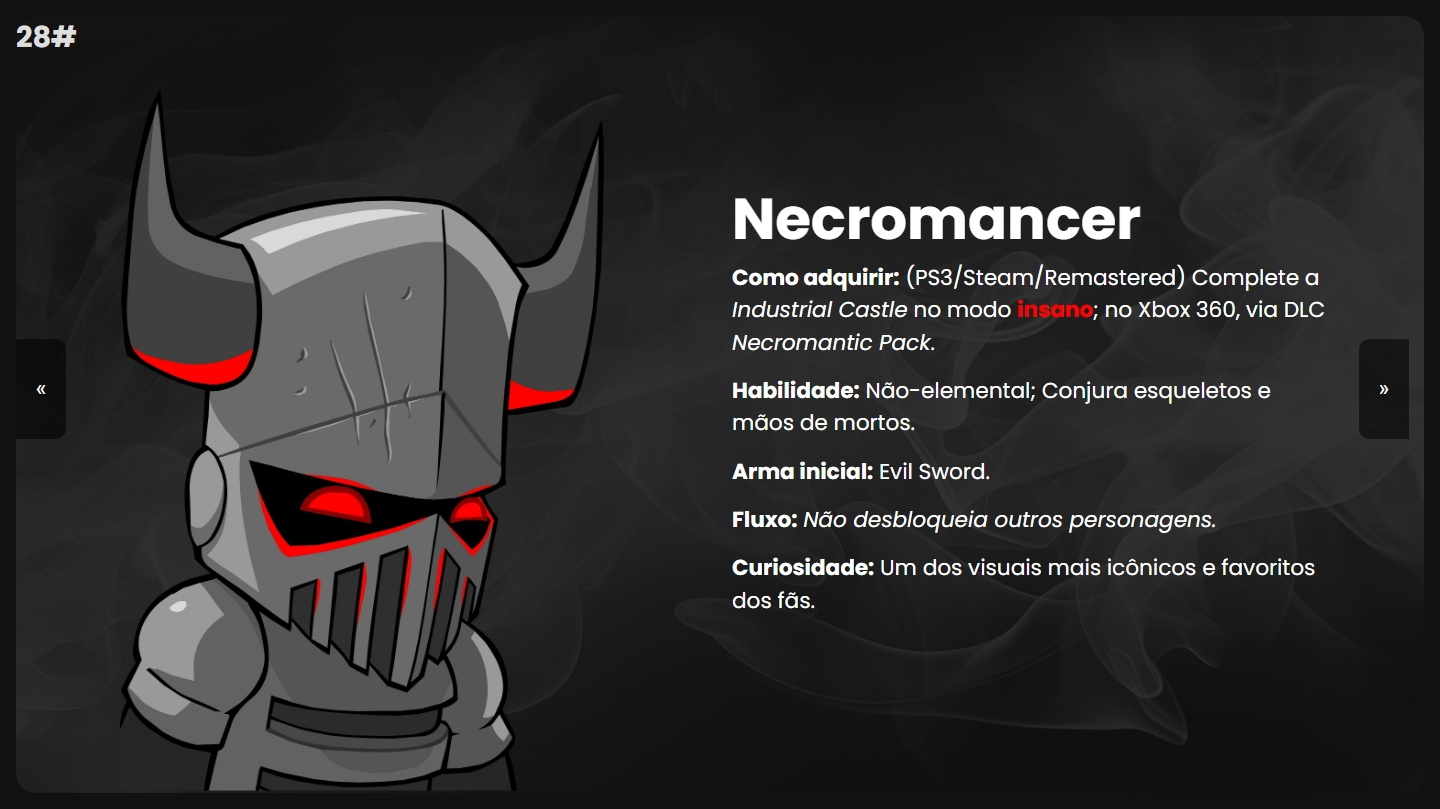 28#
Necromancer
Como adquirir: (PS3/Steam/Remastered) Complete a
Industrial Castle no modo insano; no Xbox 360, via DLC
Necromantic Pack.
Habilidade: Não-elemental; Conjura esqueletos e
mãos de mortos.
Arma inicial: Evil Sword.
Fluxo: Não desbloqueia outros personagens.
Curiosidade: Um dos visuais mais icônicos e favoritos
dos fãs.
«
»